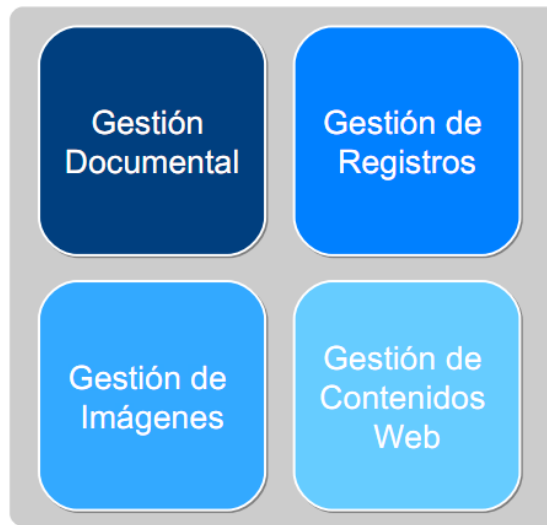 Gestión
Documental
Gestión de
Registros
Gestión de
Imágenes
Gestión de
Contenidos
Web